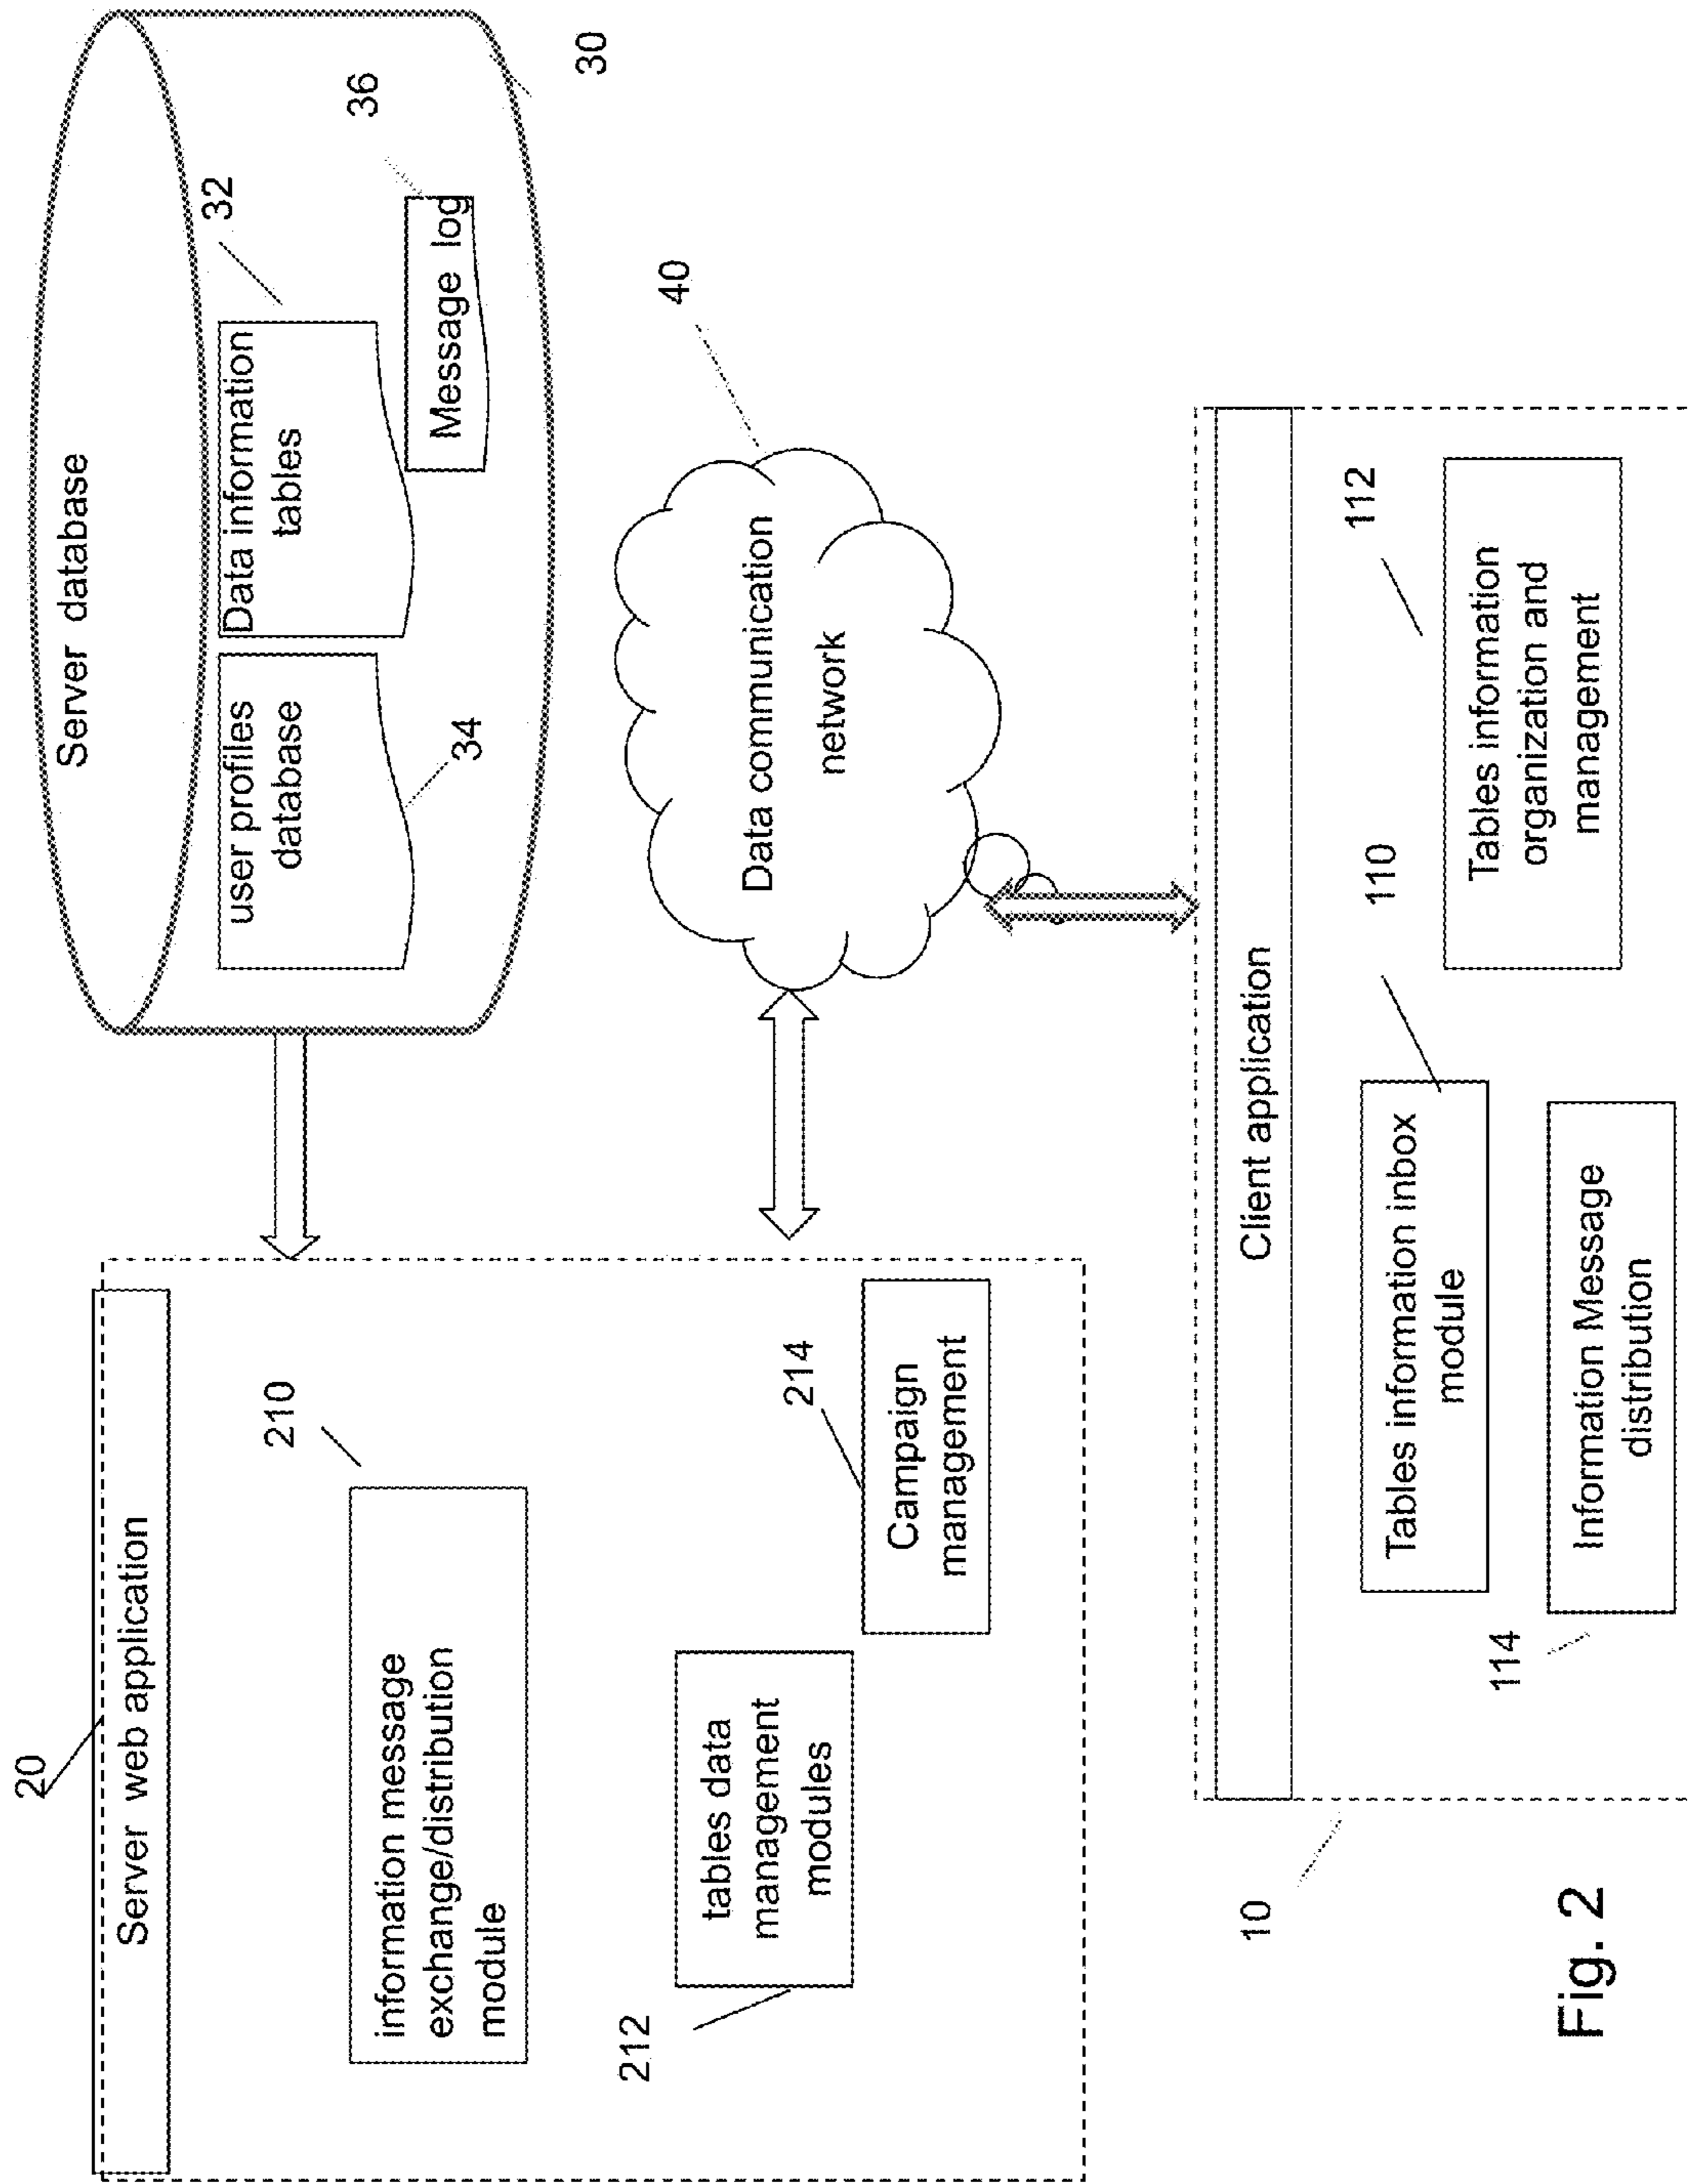 20
Server web application
210
information message
exchange/distribution
module
212
tables data
management
modules
214
Campaign
management
Server database
user profiles
database
34
Data information
tables
32
Message log
36
30
Data communication
network
40
Client application
10
Tables information inbox
module
110
Tables information
organization and
management
112
Information Message
distribution
114
Fig. 2